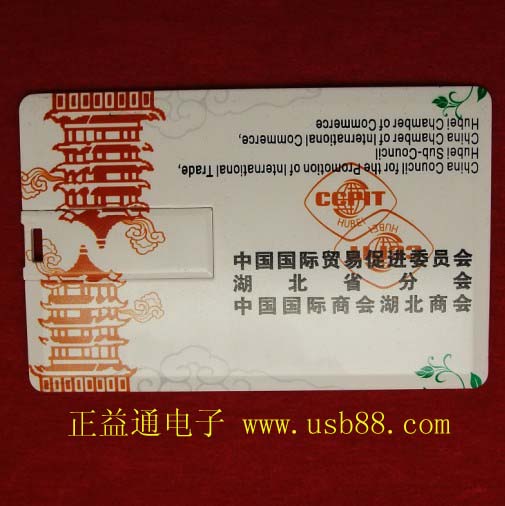 China Council for the Promotion of International Trade,
Hubei Sub-Council
China Chamber of International Commerce,
Hubei Chamber of Commerce
CCPIT
HUBEI
CCPIT
HUBEI
中国国际贸易促进委员会
湖北省分会
中国国际商会湖北商会
正益通电子 www.usb88.com